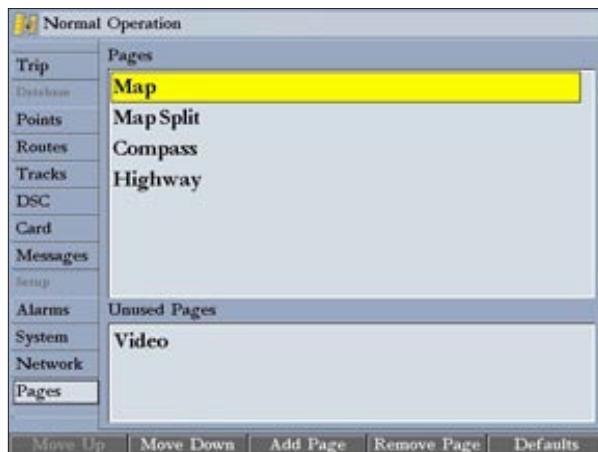 Normal Operation
Trip
Database
Points
Routes
Tracks
DSC
Card
Messages
Setup
Alarms
System
Network
Pages
Pages
Map
Map Split
Compass
Highway
Unused Pages
Video
Move Up
Move Down
Add Page
Remove Page
Defaults